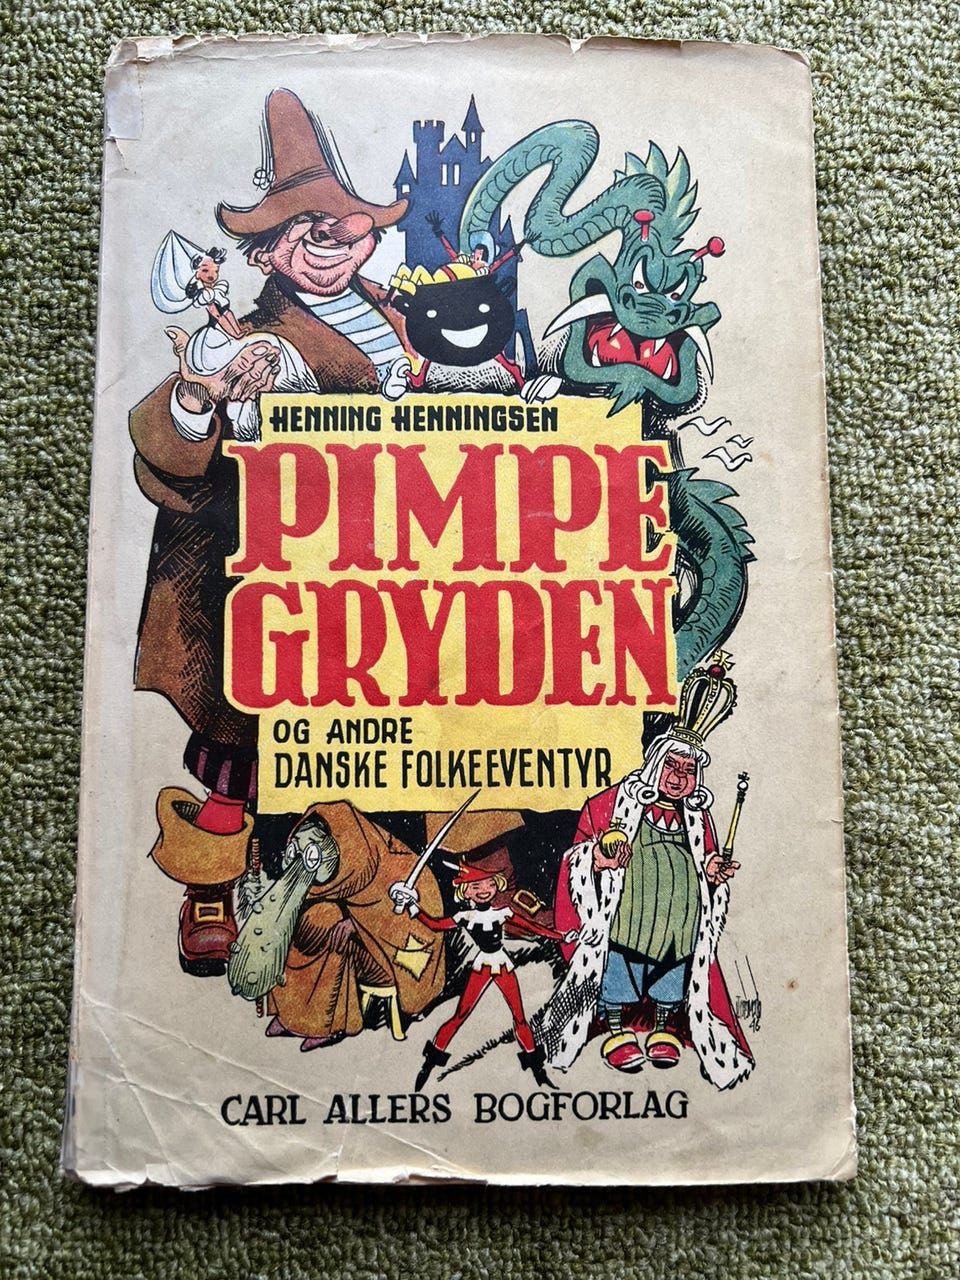 HENNING HENNINGSEN
PIMPE
GRYDEN
OG ANDRE
DANSKE FOLKEEVENTYR
CARL ALLERS BOGFORLAG